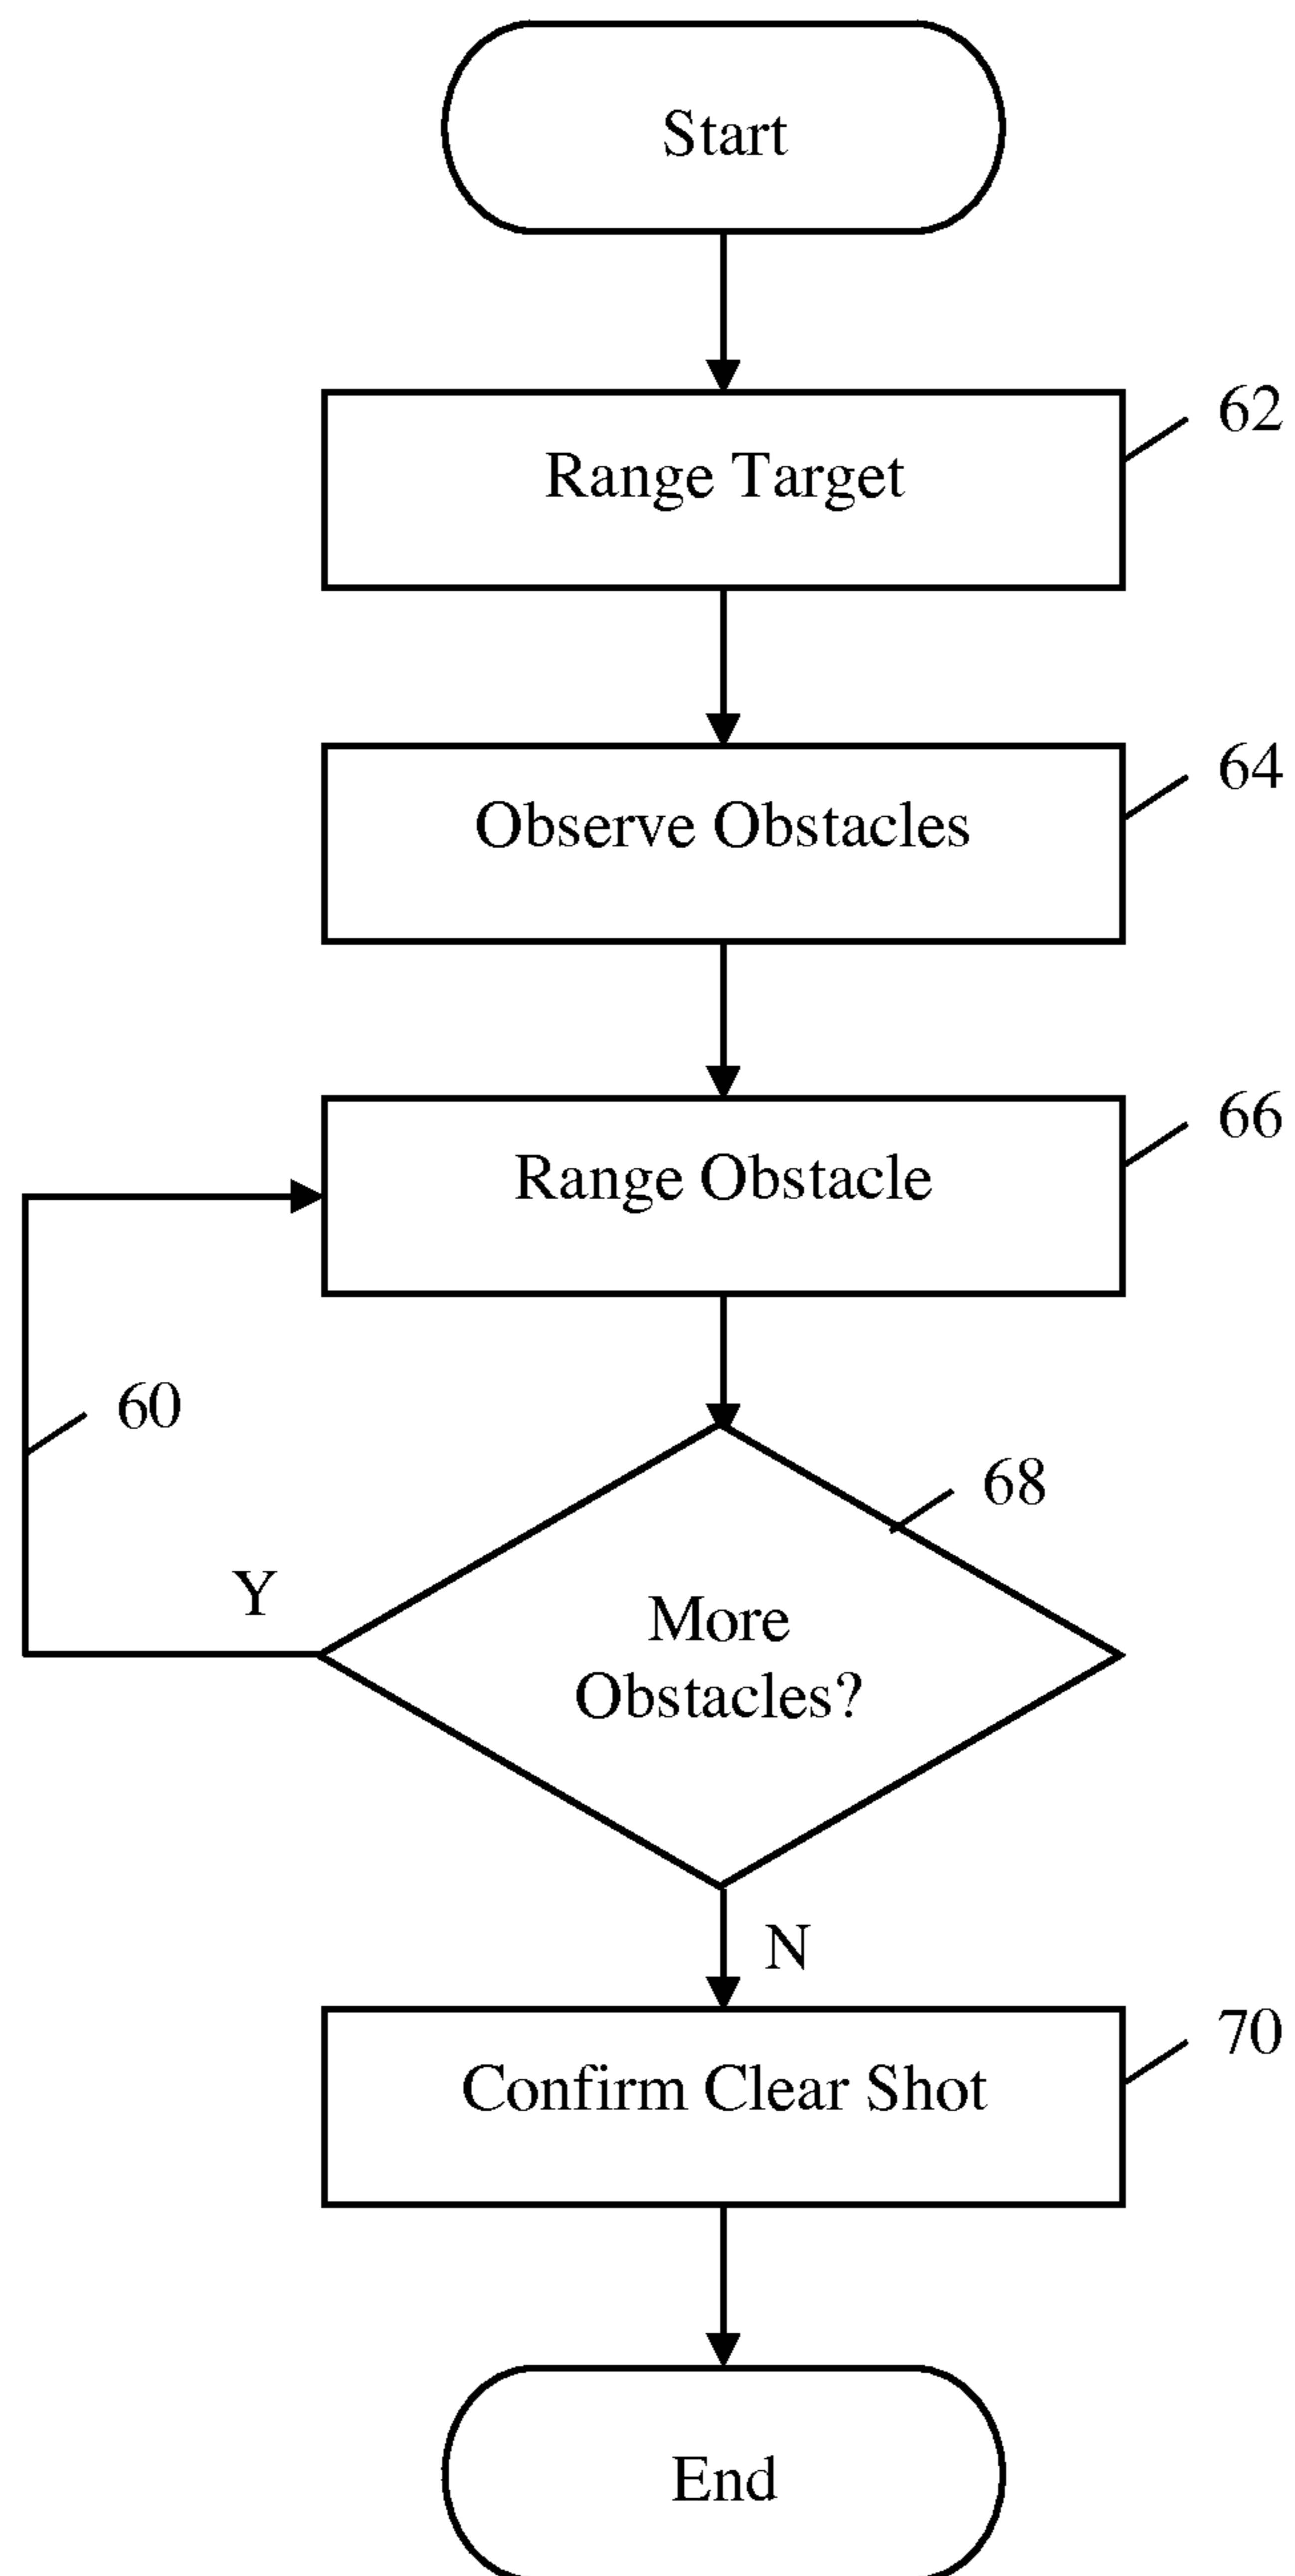 Start
62
Range Target
64
Observe Obstacles
66
Range Obstacle
60
68
Y
More
Obstacles?
N
70
Confirm Clear Shot
End